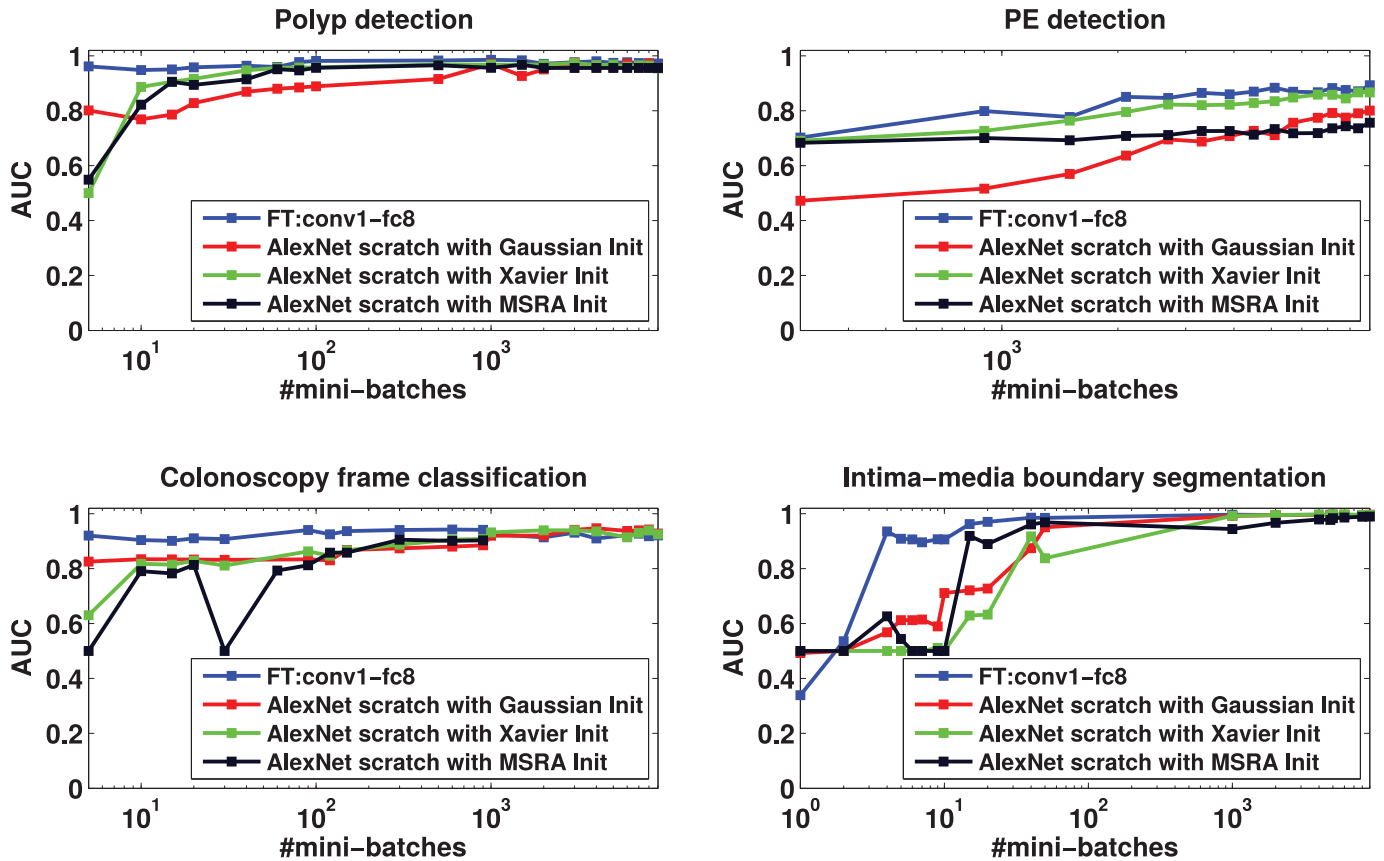 Polyp detection
1
0.8
0.6
0.4
0.2
0
AUC
FT:conv1-fc8
AlexNet scratch with Gaussian Init
AlexNet scratch with Xavier Init
AlexNet scratch with MSRA Init
10^1
10^2
10^3
#mini-batches
PE detection
1
0.8
0.6
0.4
0.2
0
AUC
FT:conv1-fc8
AlexNet scratch with Gaussian Init
AlexNet scratch with Xavier Init
AlexNet scratch with MSRA Init
10^3
#mini-batches
Colonoscopy frame classification
1
0.8
0.6
0.4
0.2
0
AUC
FT:conv1-fc8
AlexNet scratch with Gaussian Init
AlexNet scratch with Xavier Init
AlexNet scratch with MSRA Init
10^1
10^2
10^3
#mini-batches
Intima-media boundary segmentation
1
0.8
0.6
0.4
0.2
0
AUC
FT:conv1-fc8
AlexNet scratch with Gaussian Init
AlexNet scratch with Xavier Init
AlexNet scratch with MSRA Init
10^0
10^1
10^2
10^3
#mini-batches